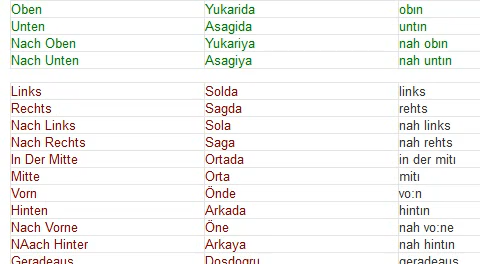 Oben Yukarida obın
Unten Asagida untın
Nach Oben Yukariya nah obın
Nach Unten Asagiya nah untın
Links Solda links
Rechts Sagda rehts
Nach Links Sola nah links
Nach Rechts Saga nah rehts
In Der Mitte Ortada in der mitı
Mitte Orta mitı
Vorn Önde vo:n
Hinten Arkada hintın
Nach Vorne Öne nah vo:ne
NAach Hinter Arkaya nah hintın
Geradeaus Dosdogru geradeaus